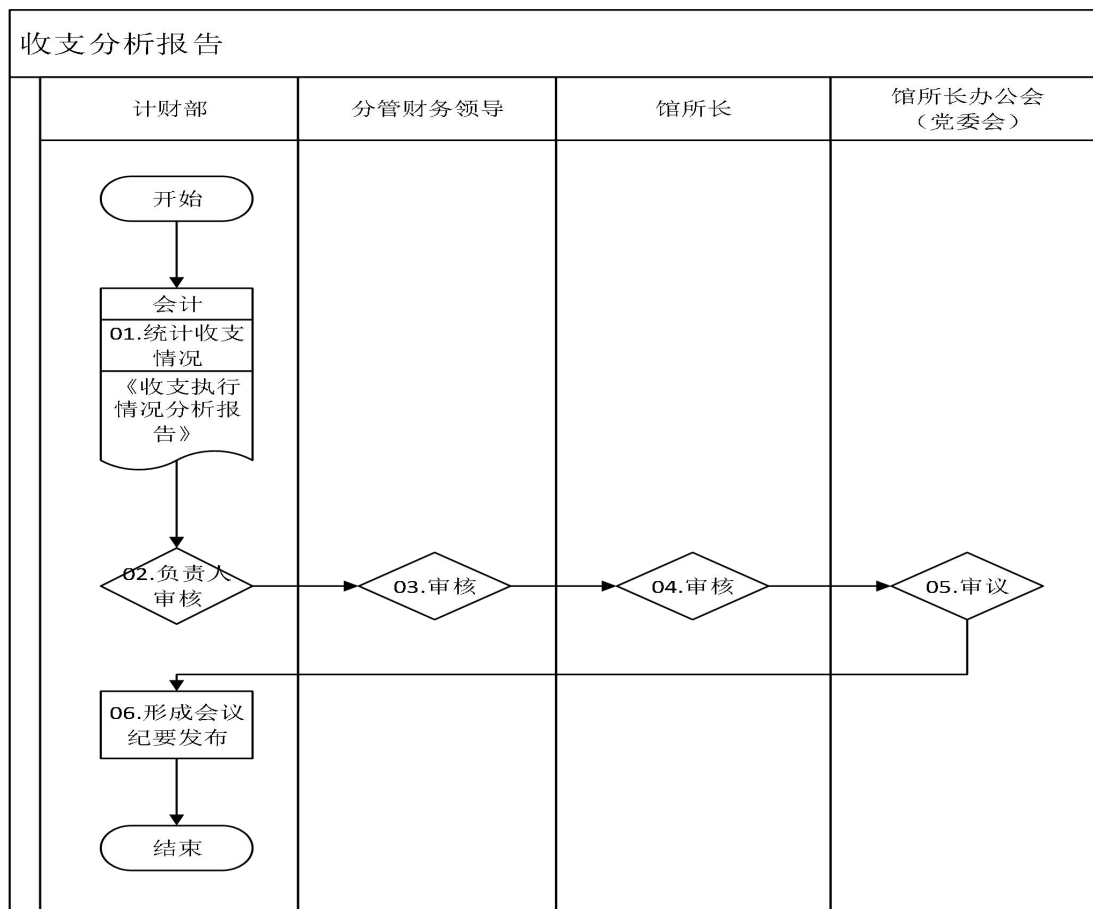 收支分析报告
计财部
分管财务领导
馆所长
馆所长办公会
（党委会）
开始
会计
01.统计收支
情况
《收支执行
情况分析报
告》
02.负责人
审核
03.审核
04.审核
05.审议
06.形成会议
纪要发布
结束